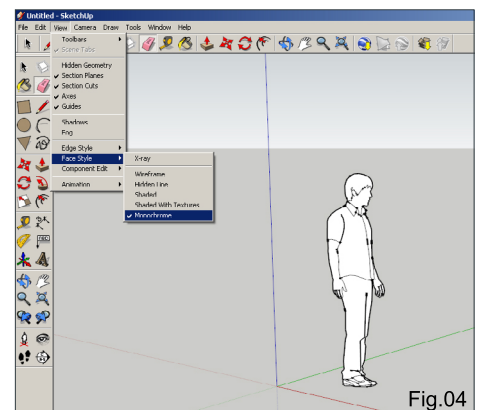 Untitled - SketchUp
File Edit View Camera Draw Tools Window Help
Toolbars
Scene Tabs
Hidden Geometry
Section Planes
Section Cuts
Axes
Guides
Shadows
Fog
Edge Style
Face Style
Component Edit
Animation
X-ray
Wireframe
Hidden Line
Shaded
Shaded With Textures
Monochrome
Fig.04